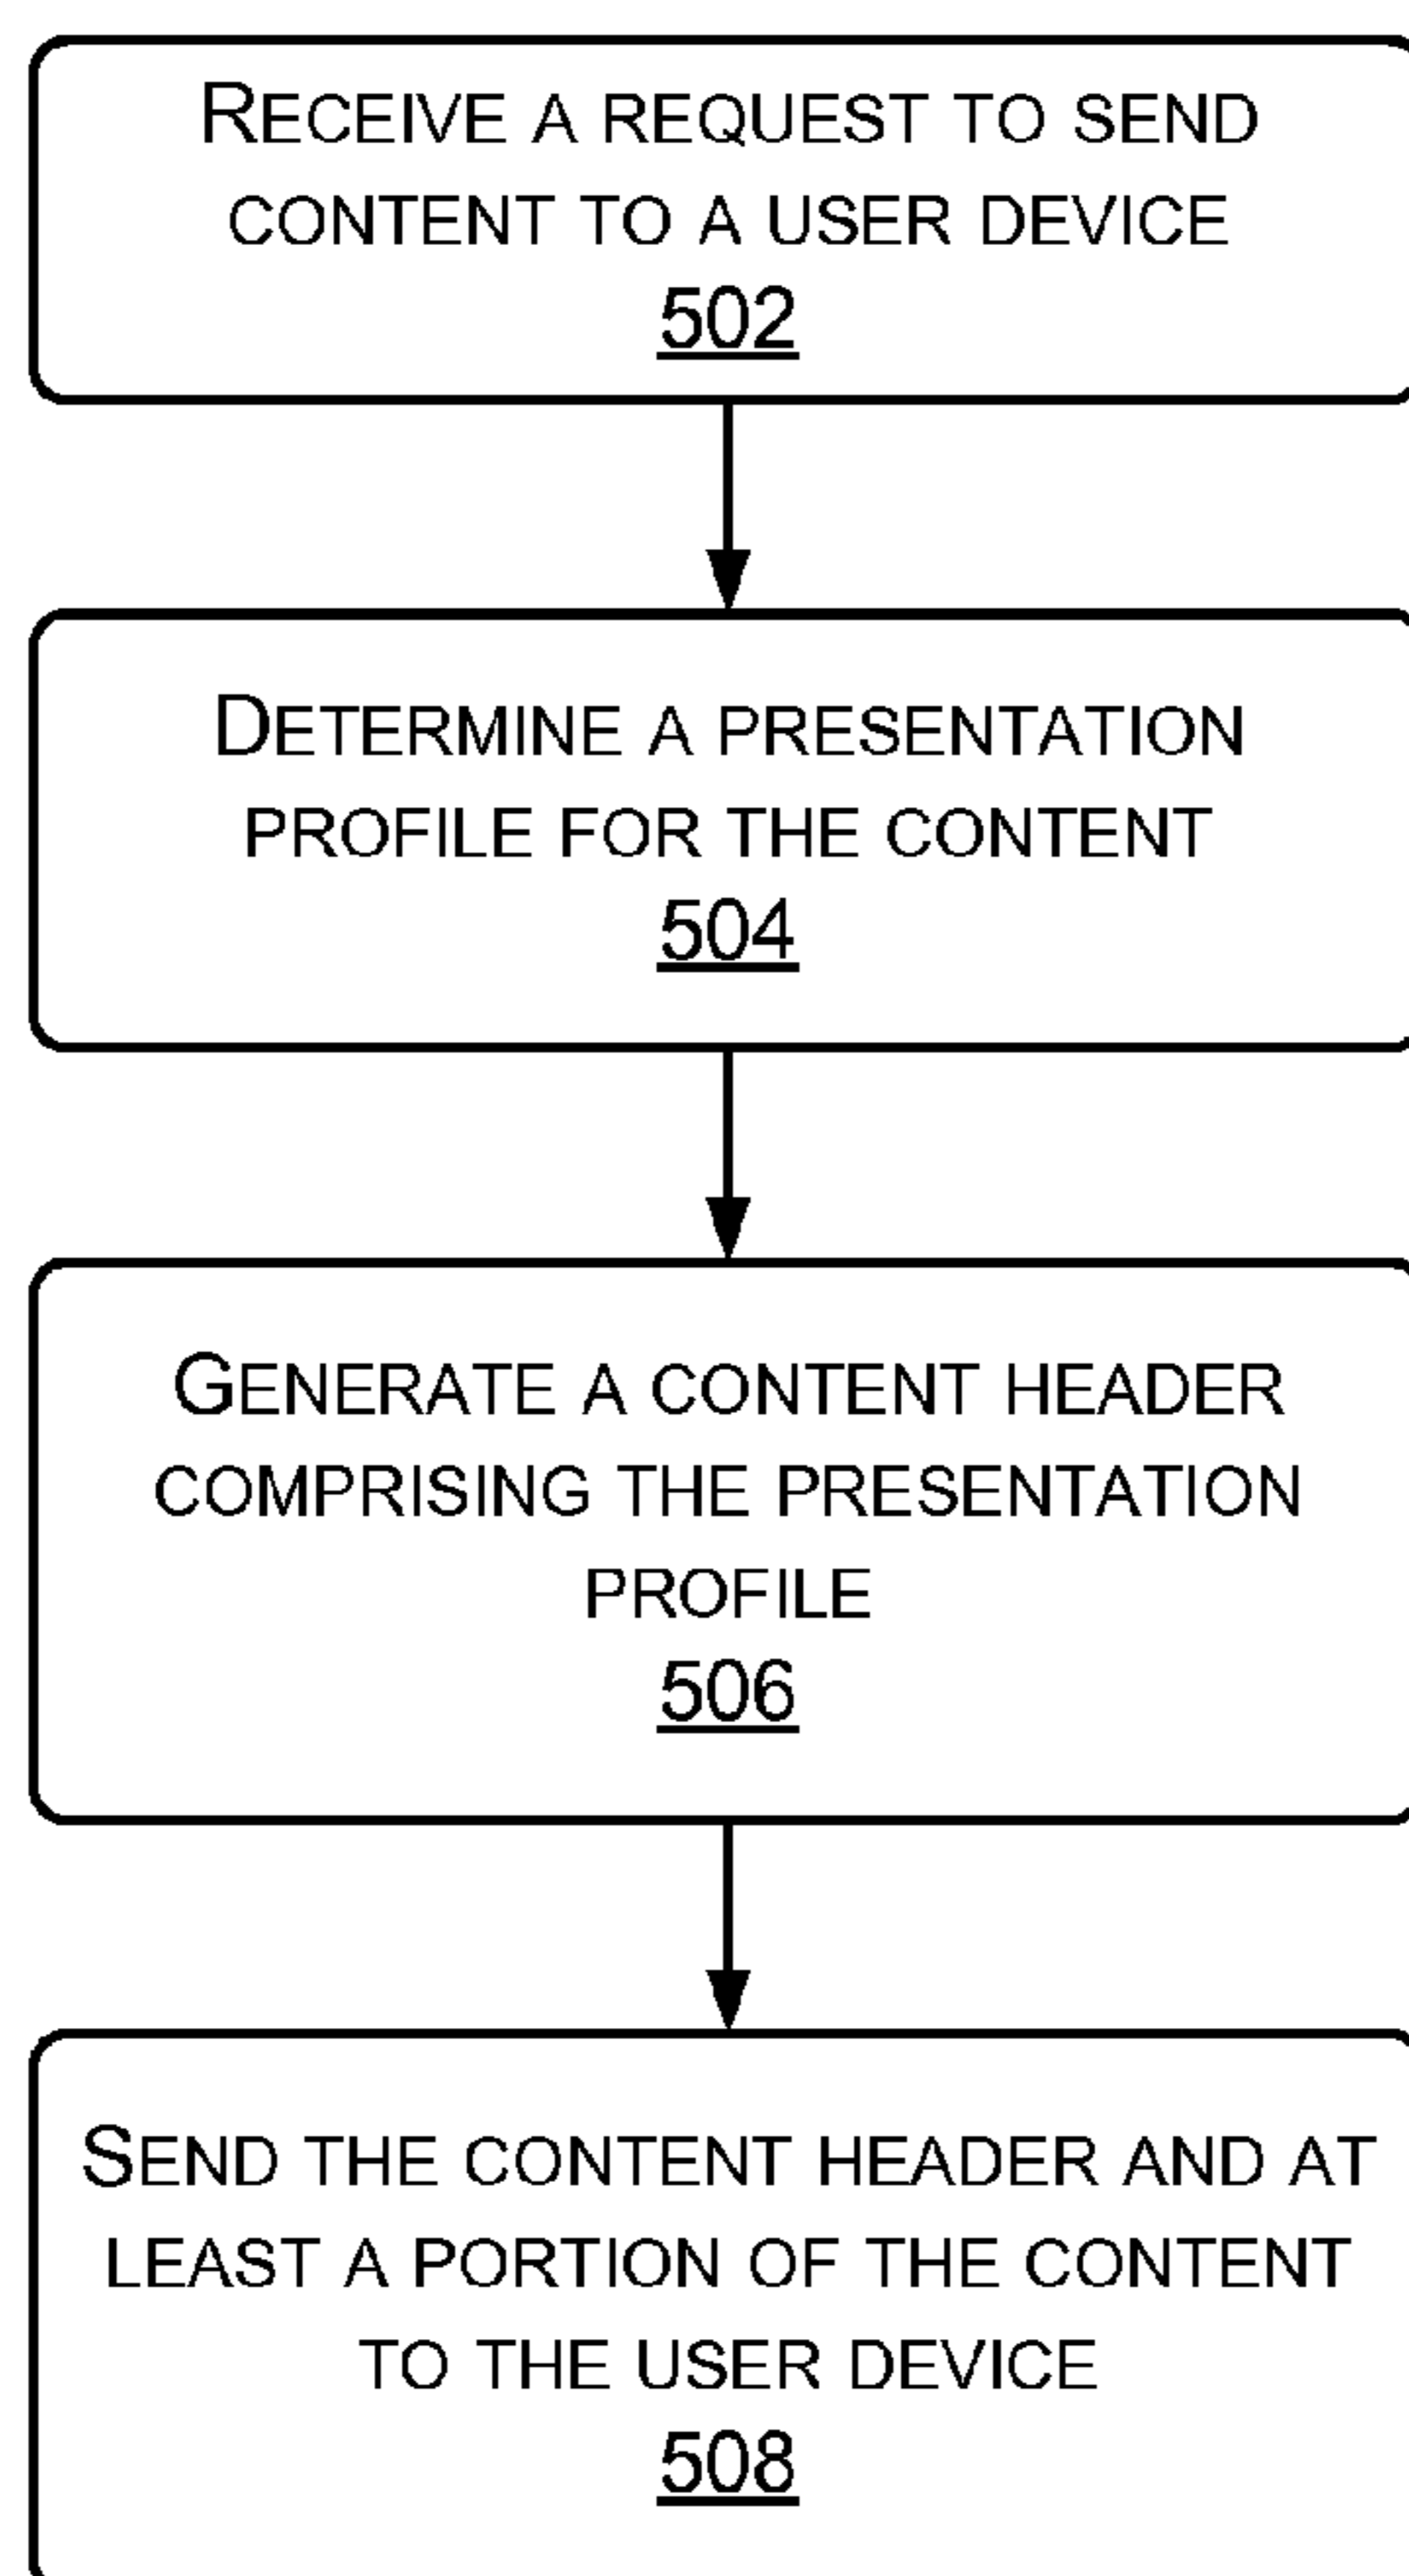 RECEIVE A REQUEST TO SEND
CONTENT TO A USER DEVICE
502
DETERMINE A PRESENTATION
PROFILE FOR THE CONTENT
504
GENERATE A CONTENT HEADER
COMPRISING THE PRESENTATION
PROFILE
506
SEND THE CONTENT HEADER AND AT
LEAST A PORTION OF THE CONTENT
TO THE USER DEVICE
508